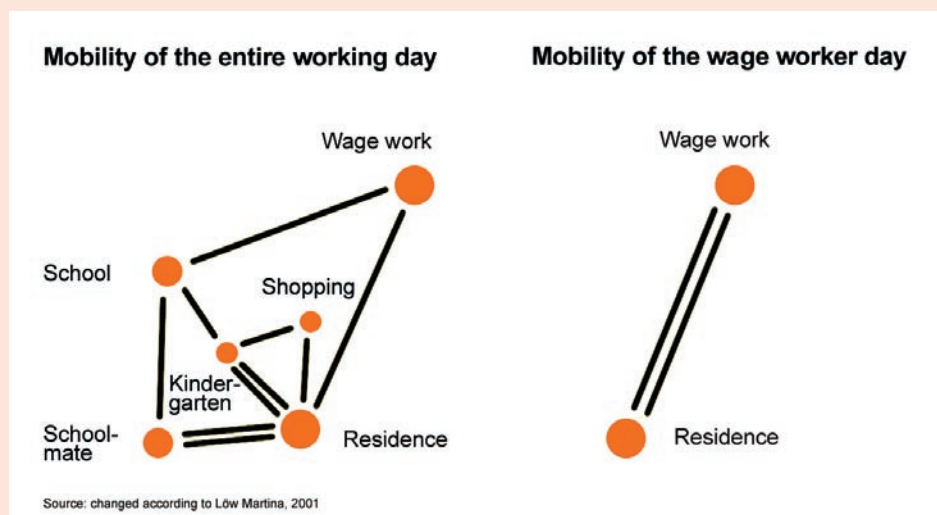 Mobility of the entire working day
Mobility of the wage worker day
Wage work
School
Shopping
Kinder-
garten
School-
mate
Residence
Wage work
Residence
Source: changed according to Löw Martina, 2001